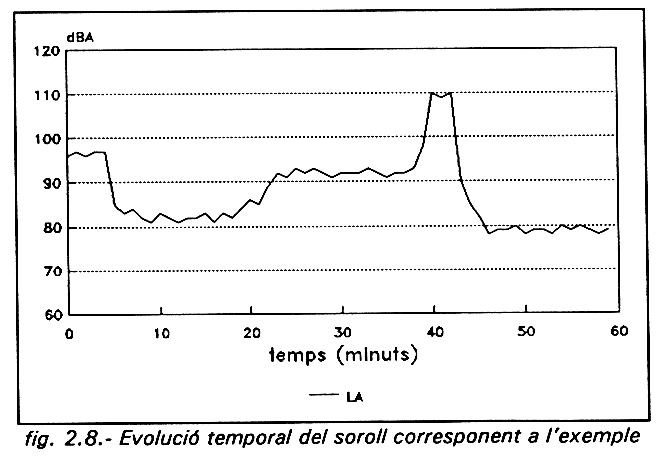 dBA
120
110
100
90
80
70
60
0 10 20 30 40 50 60
temps (minuts)
LA
fig. 2.8.- Evolució temporal del soroll corresponent a l'exemple